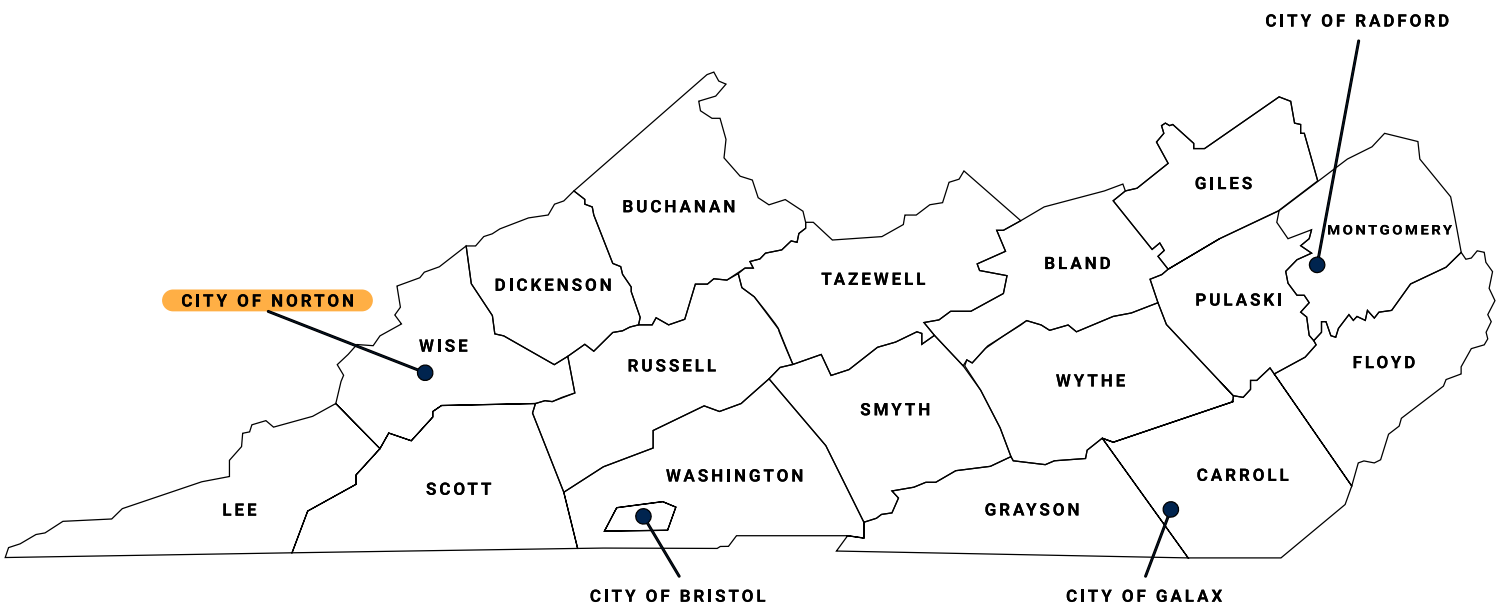 CITY OF RADFORD
GILES
BUCHANAN
MONTGOMERY
BLAND
TAZEWELL
DICKENSON
CITY OF NORTON
PULASKI
WISE
FLOYD
RUSSELL
WYTHE
SMYTH
WASHINGTON
CARROLL
SCOTT
LEE
GRAYSON
CITY OF BRISTOL
CITY OF GALAX